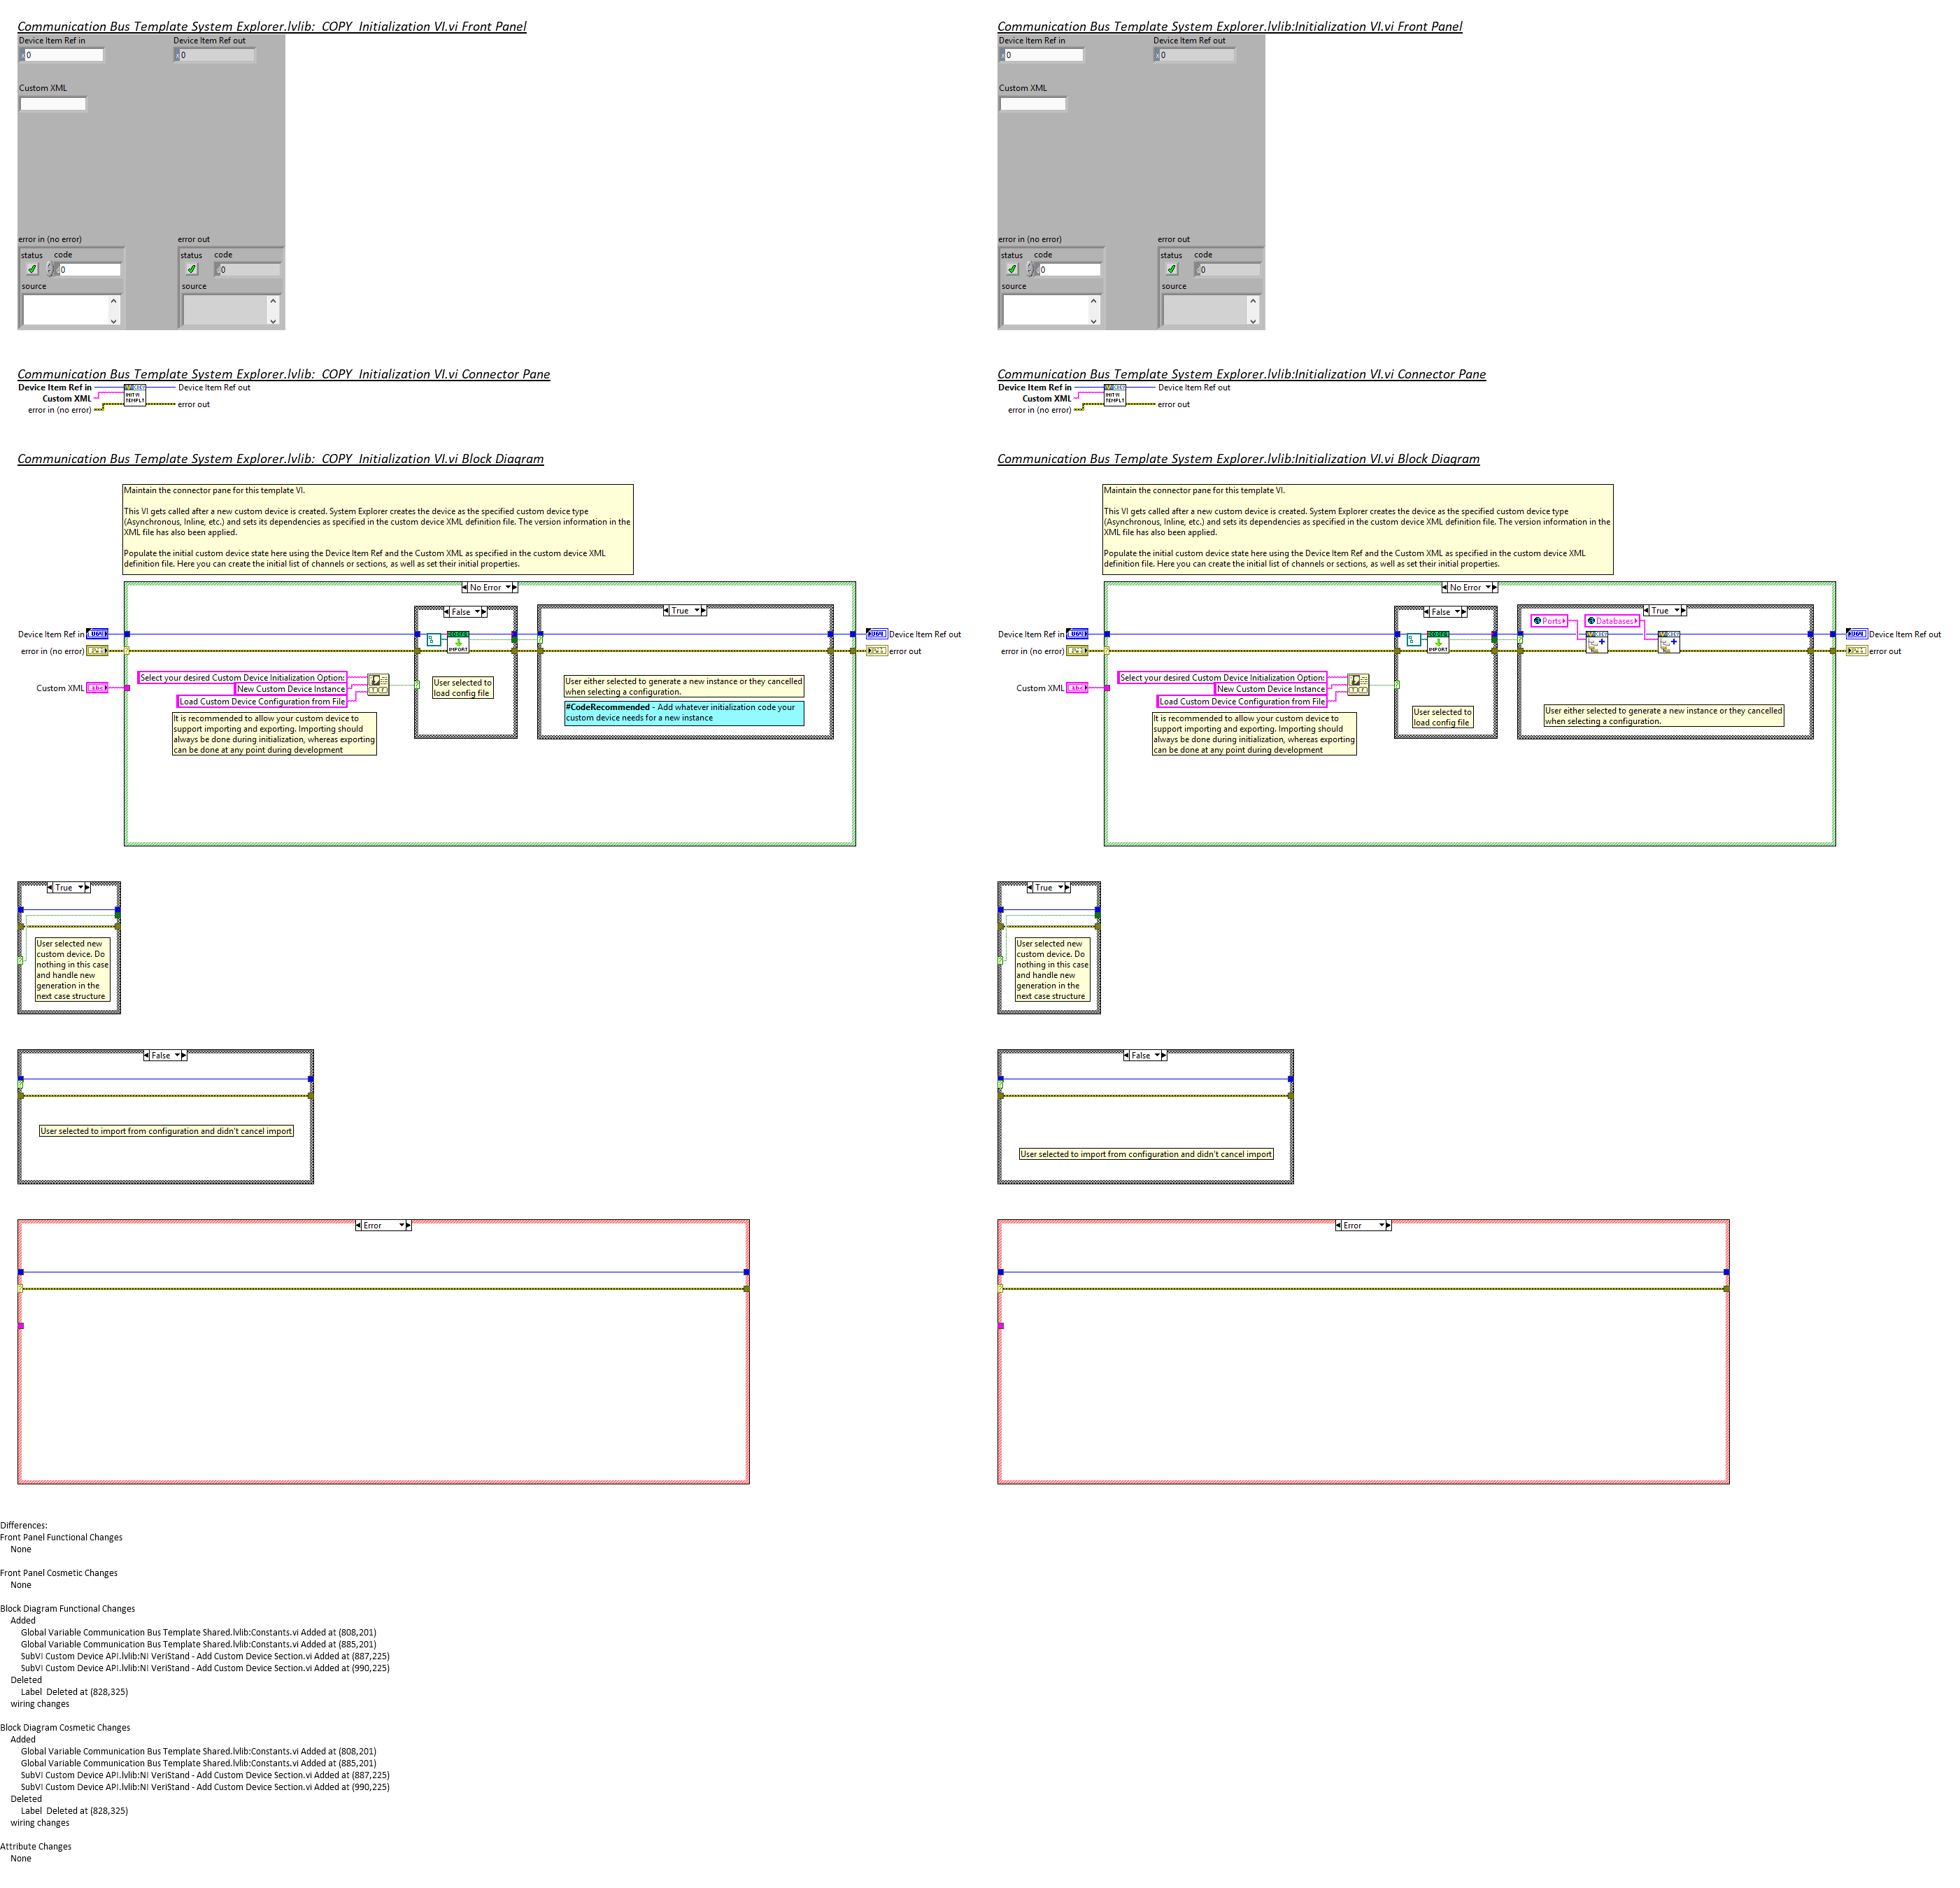 Communication Bus Template System Explorer.lvlib:  COPY  Initialization VI.vi Front Panel
Device Item Ref in
Device Item Ref out
0
0
Custom XML
error in (no error)
error out
status
code
status
code
0
0
source
source
Communication Bus Template System Explorer.lvlib:  COPY  Initialization VI.vi Connector Pane
Device Item Ref in
Device Item Ref out
Custom XML
INIT VI
TEMPLT
error in (no error)
error out
Communication Bus Template System Explorer.lvlib:  COPY  Initialization VI.vi Block Diagram
Maintain the connector pane for this template VI.
This VI gets called after a new custom device is created. System Explorer creates the device as the specified custom device type
(Asynchronous, Inline, etc.) and sets its dependencies as specified in the custom device XML definition file. The version information in the
XML file has also been applied.
Populate the initial custom device state here using the Device Item Ref and the Custom XML as specified in the custom device XML
definition file. Here you can create the initial list of channels or sections, as well as set their initial properties.
No Error
False
True
Device Item Ref in
Device Item Ref out
error in (no error)
IMPORT
error out
Custom XML
abc
Select your desired Custom Device Initialization Option:
New Custom Device Instance
Load Custom Device Configuration from File
User selected to
load config file
User either selected to generate a new instance or they cancelled
when selecting a configuration.
#CodeRecommended - Add whatever initialization code your
custom device needs for a new instance
It is recommended to allow your custom device to
support importing and exporting. Importing should
always be done during initialization, whereas exporting
can be done at any point during development
True
User selected new
custom device. Do
nothing in this case
and handle new
generation in the
next case structure
False
User selected to import from configuration and didn't cancel import
Error
Communication Bus Template System Explorer.lvlib:Initialization VI.vi Front Panel
Device Item Ref in
Device Item Ref out
0
0
Custom XML
error in (no error)
error out
status
code
status
code
0
0
source
source
Communication Bus Template System Explorer.lvlib:Initialization VI.vi Connector Pane
Device Item Ref in
Device Item Ref out
Custom XML
INIT VI
TEMPLT
error in (no error)
error out
Communication Bus Template System Explorer.lvlib:Initialization VI.vi Block Diagram
Maintain the connector pane for this template VI.
This VI gets called after a new custom device is created. System Explorer creates the device as the specified custom device type
(Asynchronous, Inline, etc.) and sets its dependencies as specified in the custom device XML definition file. The version information in the
XML file has also been applied.
Populate the initial custom device state here using the Device Item Ref and the Custom XML as specified in the custom device XML
definition file. Here you can create the initial list of channels or sections, as well as set their initial properties.
No Error
False
True
Ports
Databases
Device Item Ref in
Device Item Ref out
error in (no error)
IMPORT
error out
Custom XML
abc
Select your desired Custom Device Initialization Option:
New Custom Device Instance
Load Custom Device Configuration from File
User selected to
load config file
User either selected to generate a new instance or they cancelled
when selecting a configuration.
It is recommended to allow your custom device to
support importing and exporting. Importing should
always be done during initialization, whereas exporting
can be done at any point during development
True
User selected new
custom device. Do
nothing in this case
and handle new
generation in the
next case structure
False
User selected to import from configuration and didn't cancel import
Error
Differences:
Front Panel Functional Changes
None
Front Panel Cosmetic Changes
None
Block Diagram Functional Changes
Added
Global Variable Communication Bus Template Shared.lvlib:Constants.vi Added at (808,201)
Global Variable Communication Bus Template Shared.lvlib:Constants.vi Added at (885,201)
SubVI Custom Device API.lvlib:NI VeriStand - Add Custom Device Section.vi Added at (887,225)
SubVI Custom Device API.lvlib:NI VeriStand - Add Custom Device Section.vi Added at (990,225)
Deleted
Label  Deleted at (828,325)
wiring changes
Block Diagram Cosmetic Changes
Added
Global Variable Communication Bus Template Shared.lvlib:Constants.vi Added at (808,201)
Global Variable Communication Bus Template Shared.lvlib:Constants.vi Added at (885,201)
SubVI Custom Device API.lvlib:NI VeriStand - Add Custom Device Section.vi Added at (887,225)
SubVI Custom Device API.lvlib:NI VeriStand - Add Custom Device Section.vi Added at (990,225)
Deleted
Label  Deleted at (828,325)
wiring changes
Attribute Changes
None